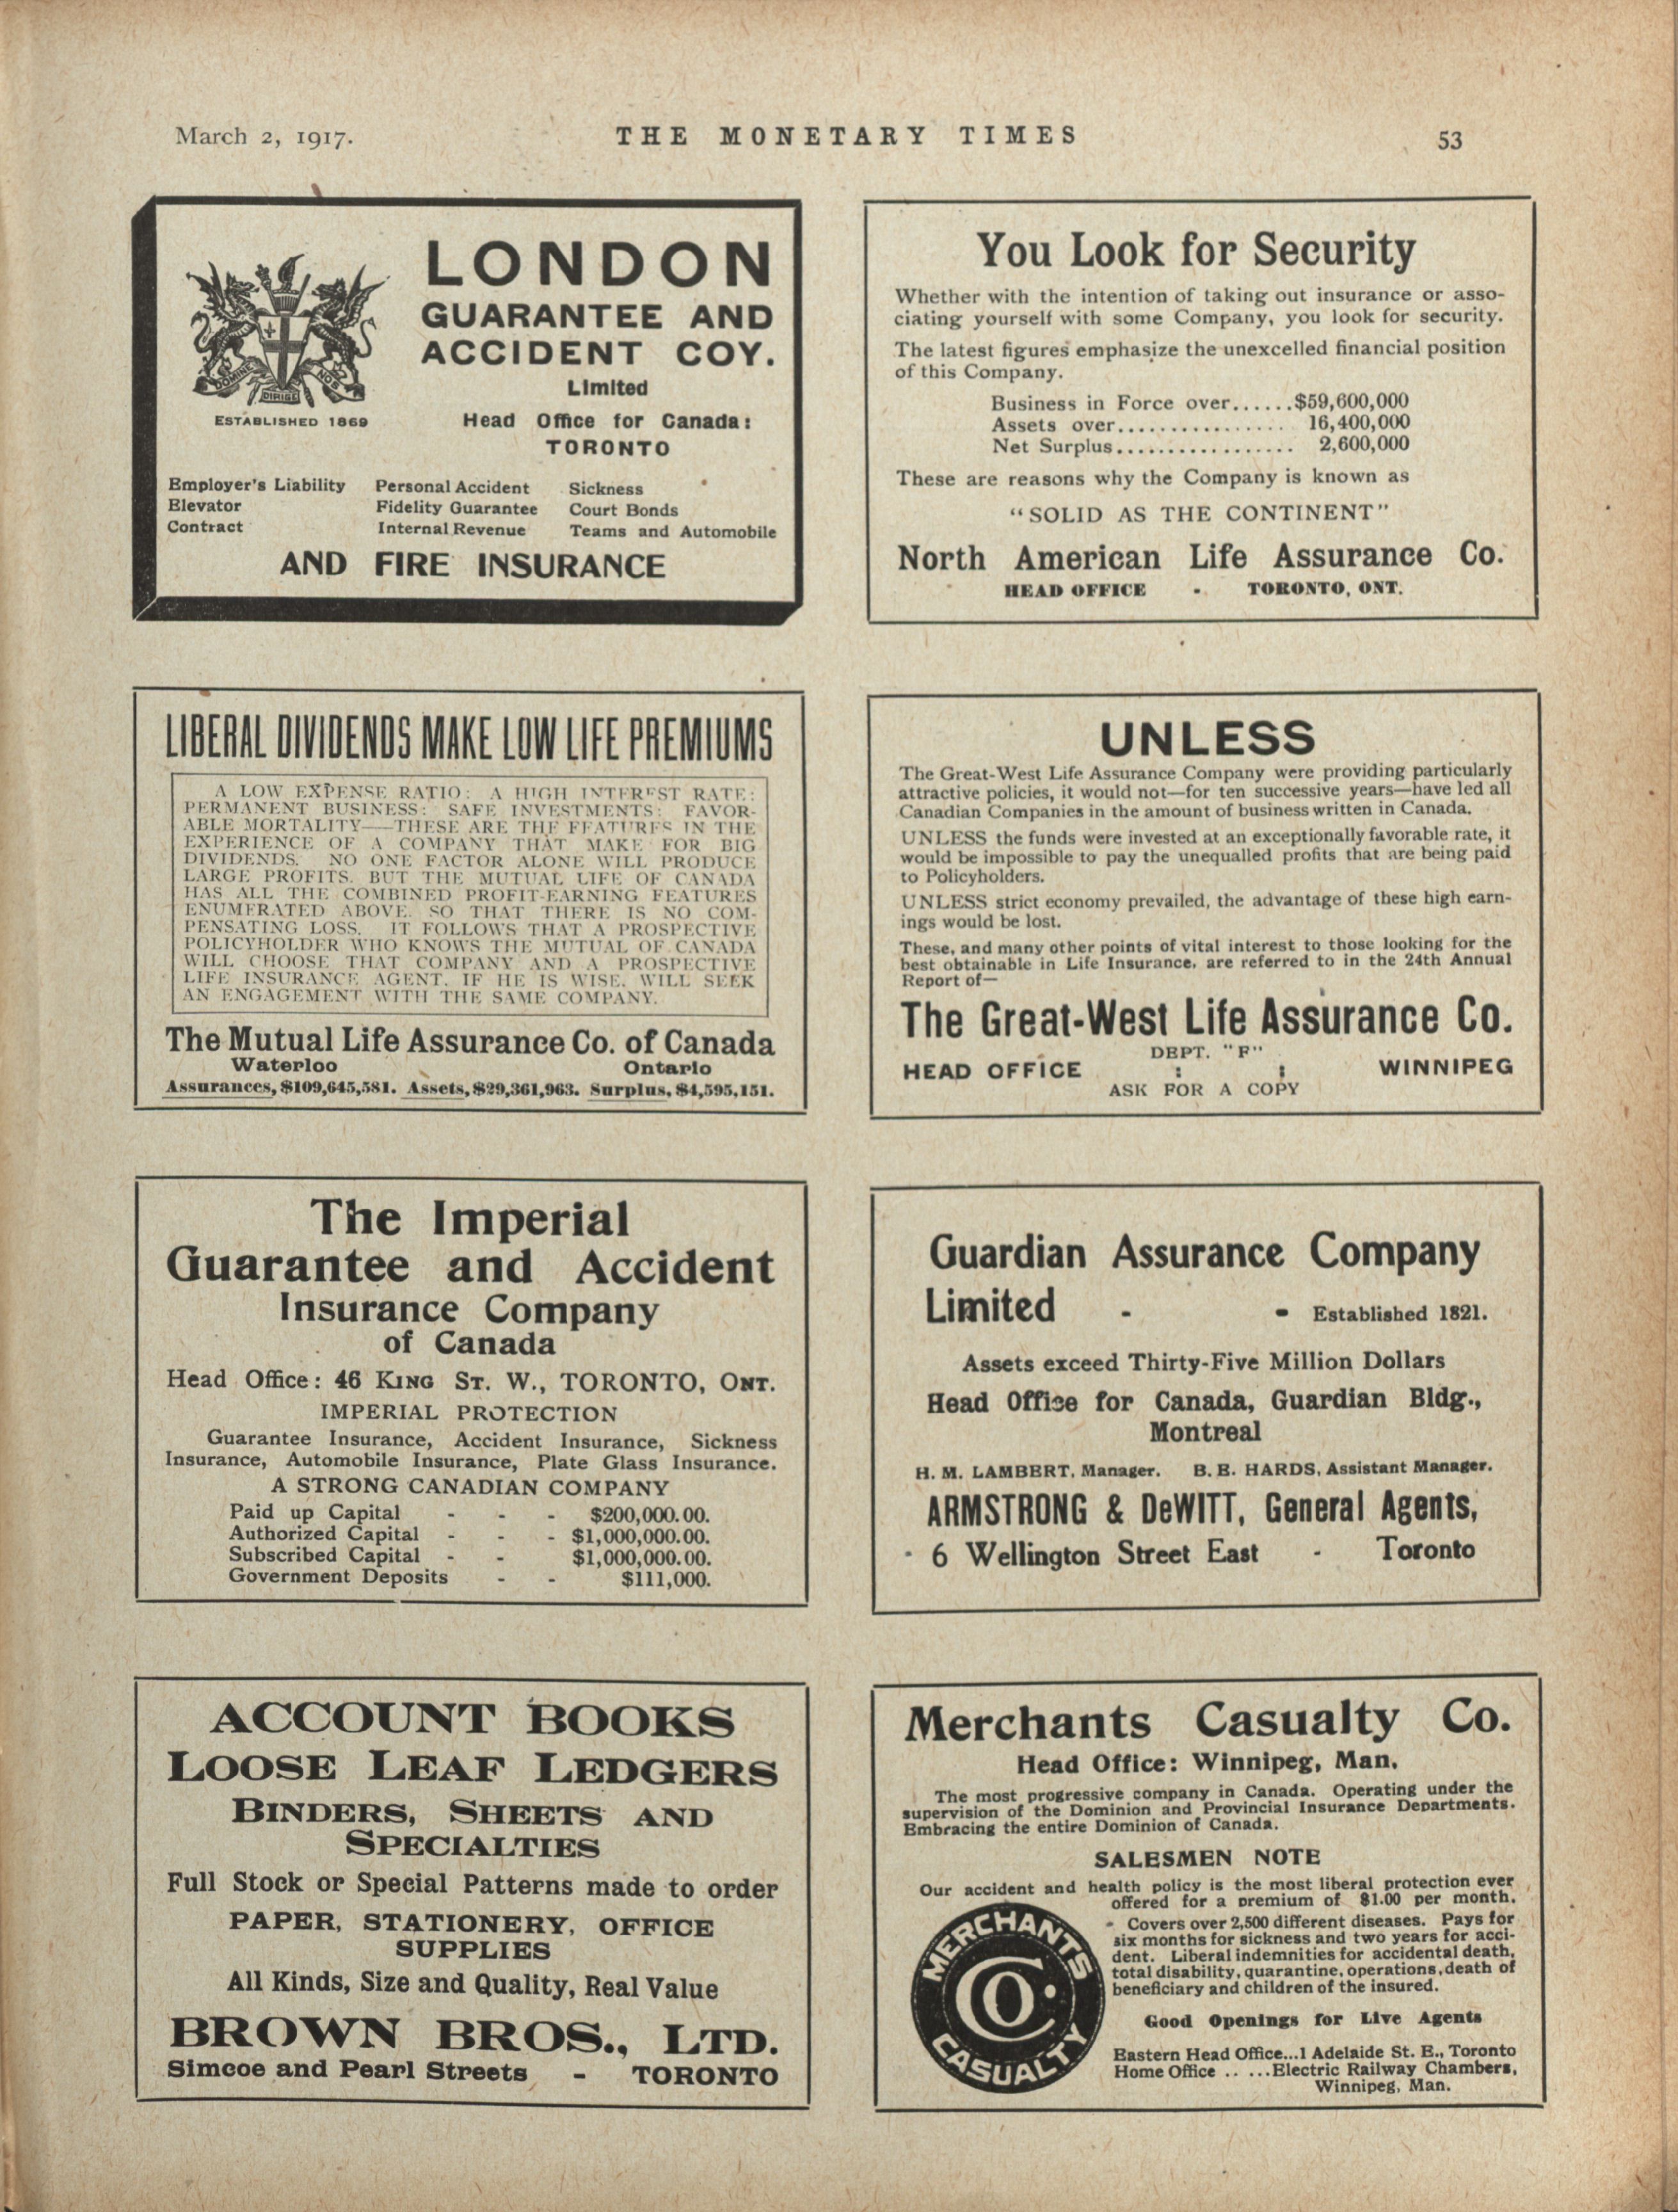 March 2, 1917.
THE MONETARY TIMES
53
LONDON
GUARANTEE AND
ACCIDENT COY.
Limited
DOMINE
DIRIGE
NOS
ESTABLISHED 1869
Head Office for Canada:
TORONTO
Employer's Liability Personal Accident Sickness
Elevator Fidelity Guarantee Court Bonds
Contract Internal Revenue Teams and Automobile
AND FIRE INSURANCE
You Look for Security
Whether with the intention of taking out insurance or asso-
ciating yourself with some Company, you look for security.
The latest figures emphasize the unexcelled financial position
of this Company.
Business in Force over......$59,600,000
Assets over................ 16,400,000
Net Surplus.................. 2,600,000
These are reasons why the Company is known as
"SOLID AS THE CONTINENT"
North American Life Assurance Co.
HEAD OFFICE - TORONTO, ONT.
LIBERAL DIVIDENDS MAKE LOW LIFE PREMIUMS
A LOW EXPENSE RATIO: A HIGH INTEREST RATE:
PERMANENT BUSINESS: SAFE INVESTMENTS: FAVOR-
ABLE MORTALITY——THESE ARE THE FEATURES IN THE
EXPERIENCE OF A COMPANY THAT MAKE FOR BIG
DIVIDENDS. NO ONE FACTOR ALONE WILL PRODUCE
LARGE PROFITS. BUT THE MUTUAL LIFE OF CANADA
HAS ALL THE COMBINED PROFIT-EARNING FEATURES
ENUMERATED ABOVE. SO THAT THERE IS NO COM-
PENSATING LOSS. IT FOLLOWS THAT A PROSPECTIVE
POLICYHOLDER WHO KNOWS THE MUTUAL OF CANADA
WILL CHOOSE THAT COMPANY AND A PROSPECTIVE
LIFE INSURANCE AGENT. IF HE IS WISE. WILL SEEK
AN ENGAGEMENT WITH THE SAME COMPANY.
The Mutual Life Assurance Co. of Canada
Waterloo Ontario
Assurances, $109,645,581. Assets, $29,361,963. Surplus, $4,595,151.
UNLESS
The Great-West Life Assurance Company were providing particularly
attractive policies, it would not—for ten successive years—have led all
Canadian Companies in the amount of business written in Canada.
UNLESS the funds were invested at an exceptionally favorable rate, it
would be impossible to pay the unequalled profits that are being paid
to Policyholders.
UNLESS strict economy prevailed, the advantage of these high earn-
ings would be lost.
These, and many other points of vital interest to those looking for the
best obtainable in Life Insurance, are referred to in the 24th Annual
Report of—
The Great-West Life Assurance Co.
DEPT. "F"
HEAD OFFICE : : WINNIPEG
ASK FOR A COPY
The Imperial
Guarantee and Accident
Insurance Company
of Canada
Head Office: 46 KING ST. W., TORONTO, ONT.
IMPERIAL PROTECTION
Guarantee Insurance, Accident Insurance, Sickness
Insurance, Automobile Insurance, Plate Glass Insurance.
A STRONG CANADIAN COMPANY
Paid up Capital - - - $200,000.00.
Authorized Capital - - - $1,000,000.00.
Subscribed Capital - - $1,000,000.00.
Government Deposits - - $111,000.
Guardian Assurance Company
Limited - - Established 1821.
Assets exceed Thirty-Five Million Dollars
Head Office for Canada, Guardian Bldg.,
Montreal
H. M. LAMBERT, Manager. B. E. HARDS, Assistant Manager.
ARMSTRONG & DeWITT, General Agents,
6 Wellington Street East - Toronto
ACCOUNT BOOKS
LOOSE LEAF LEDGERS
BINDERS, SHEETS AND
SPECIALTIES
Full Stock or Special Patterns made to order
PAPER, STATIONERY, OFFICE
SUPPLIES
All Kinds, Size and Quality, Real Value
BROWN BROS., LTD.
Simcoe and Pearl Streets - TORONTO
Merchants Casualty Co.
Head Office: Winnipeg, Man.
The most progressive company in Canada. Operating under the
supervision of the Dominion and Provincial Insurance Departments.
Embracing the entire Dominion of Canada.
SALESMEN NOTE
Our accident and health policy is the most liberal protection ever
offered for a premium of $1.00 per month.
Covers over 2,500 different diseases. Pays for
six months for sickness and two years for acci-
dent. Liberal indemnities for accidental death,
total disability, quarantine, operations, death of
beneficiary and children of the insured.
Good Openings for Live Agents
Eastern Head Office...1 Adelaide St. E., Toronto
Home Office .. ...Electric Railway Chambers,
Winnipeg, Man.
MERCHANTS
CO.
CASUALTY